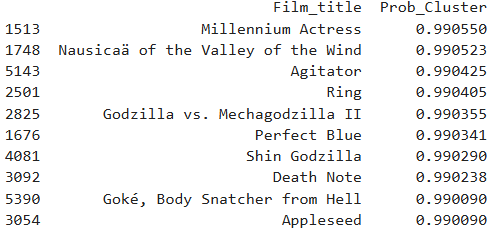 Film_title Prob_Cluster
1513 Millennium Actress 0.990550
1748 Nausicaä of the Valley of the Wind 0.990523
5143 Agitator 0.990425
2501 Ring 0.990405
2825 Godzilla vs. Mechagodzilla II 0.990355
1676 Perfect Blue 0.990341
4081 Shin Godzilla 0.990290
3092 Death Note 0.990238
5390 Goké, Body Snatcher from Hell 0.990090
3054 Appleseed 0.990090